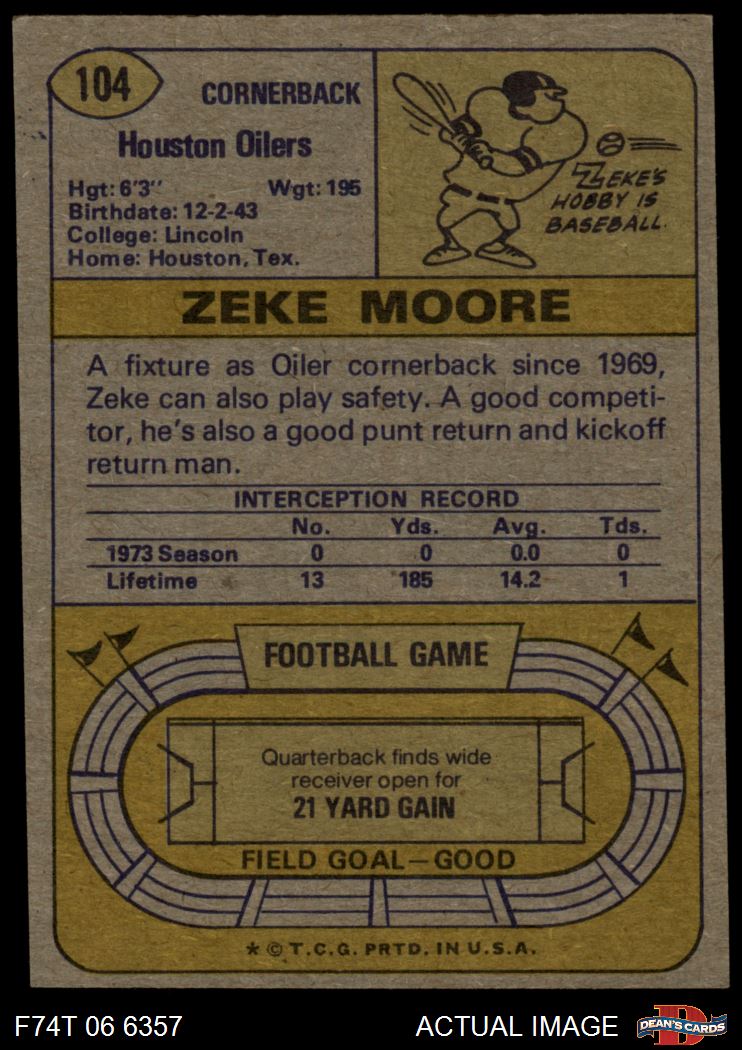 104
CORNERBACK
Houston Oilers
Hgt: 6'3" Wgt: 195
Birthdate: 12-2-43
College: Lincoln
Home: Houston, Tex.
ZEKE'S
HOBBY IS
BASEBALL.
ZEKE MOORE
A fixture as Oiler cornerback since 1969,
Zeke can also play safety. A good competi-
tor, he's also a good punt return and kickoff
return man.
INTERCEPTION RECORD
No. Yds. Avg. Tds.
1973 Season 0 0 0.0 0
Lifetime 13 185 14.2 1
FOOTBALL GAME
Quarterback finds wide
receiver open for
21 YARD GAIN
FIELD GOAL—GOOD
* © T.C.G. PRTD. IN U.S.A.
F74T 06 6357 ACTUAL IMAGE
D
DEAN'S CARDS